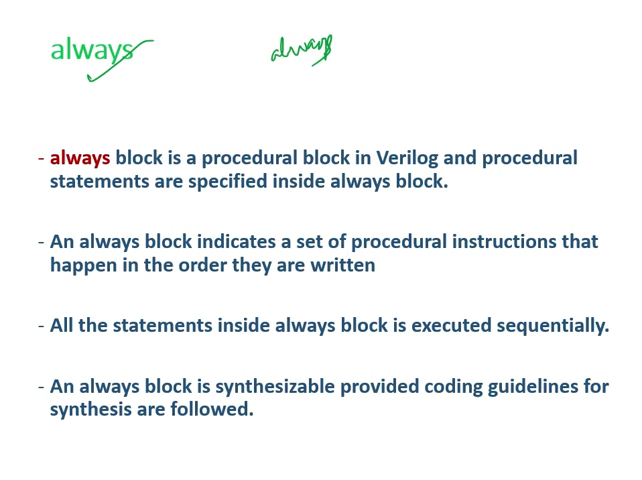 always always
- always block is a procedural block in Verilog and procedural
statements are specified inside always block.
- An always block indicates a set of procedural instructions that
happen in the order they are written
- All the statements inside always block is executed sequentially.
- An always block is synthesizable provided coding guidelines for
synthesis are followed.